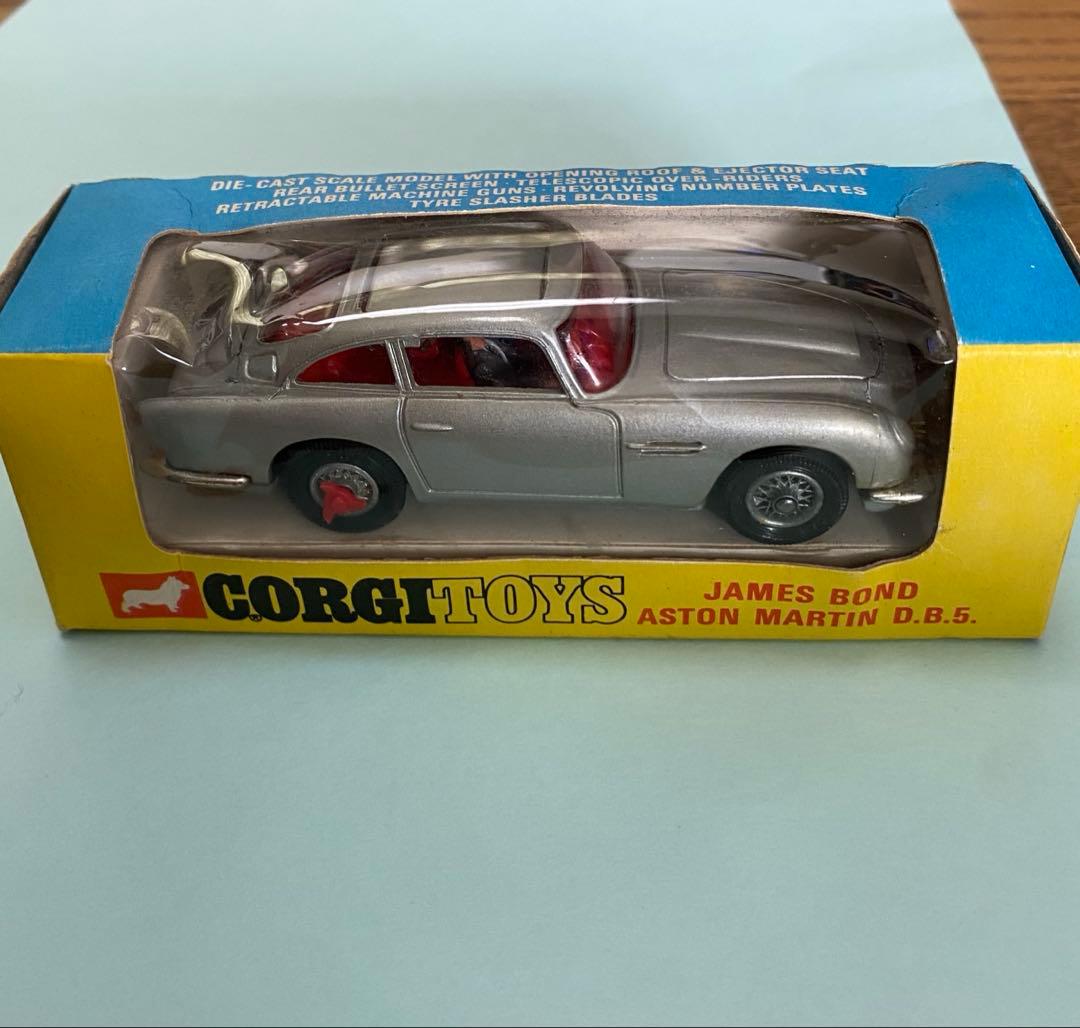 DIE-CAST SCALE MODEL WITH OPENING ROOF & EJECTOR SEAT
REAR BULLET SCREEN - TELESCOPIC OVER-RIDERS
RETRACTABLE MACHINE GUNS - REVOLVING NUMBER PLATES
TYRE SLASHER BLADES
CORGI TOYS
JAMES BOND
ASTON MARTIN D.B.5.